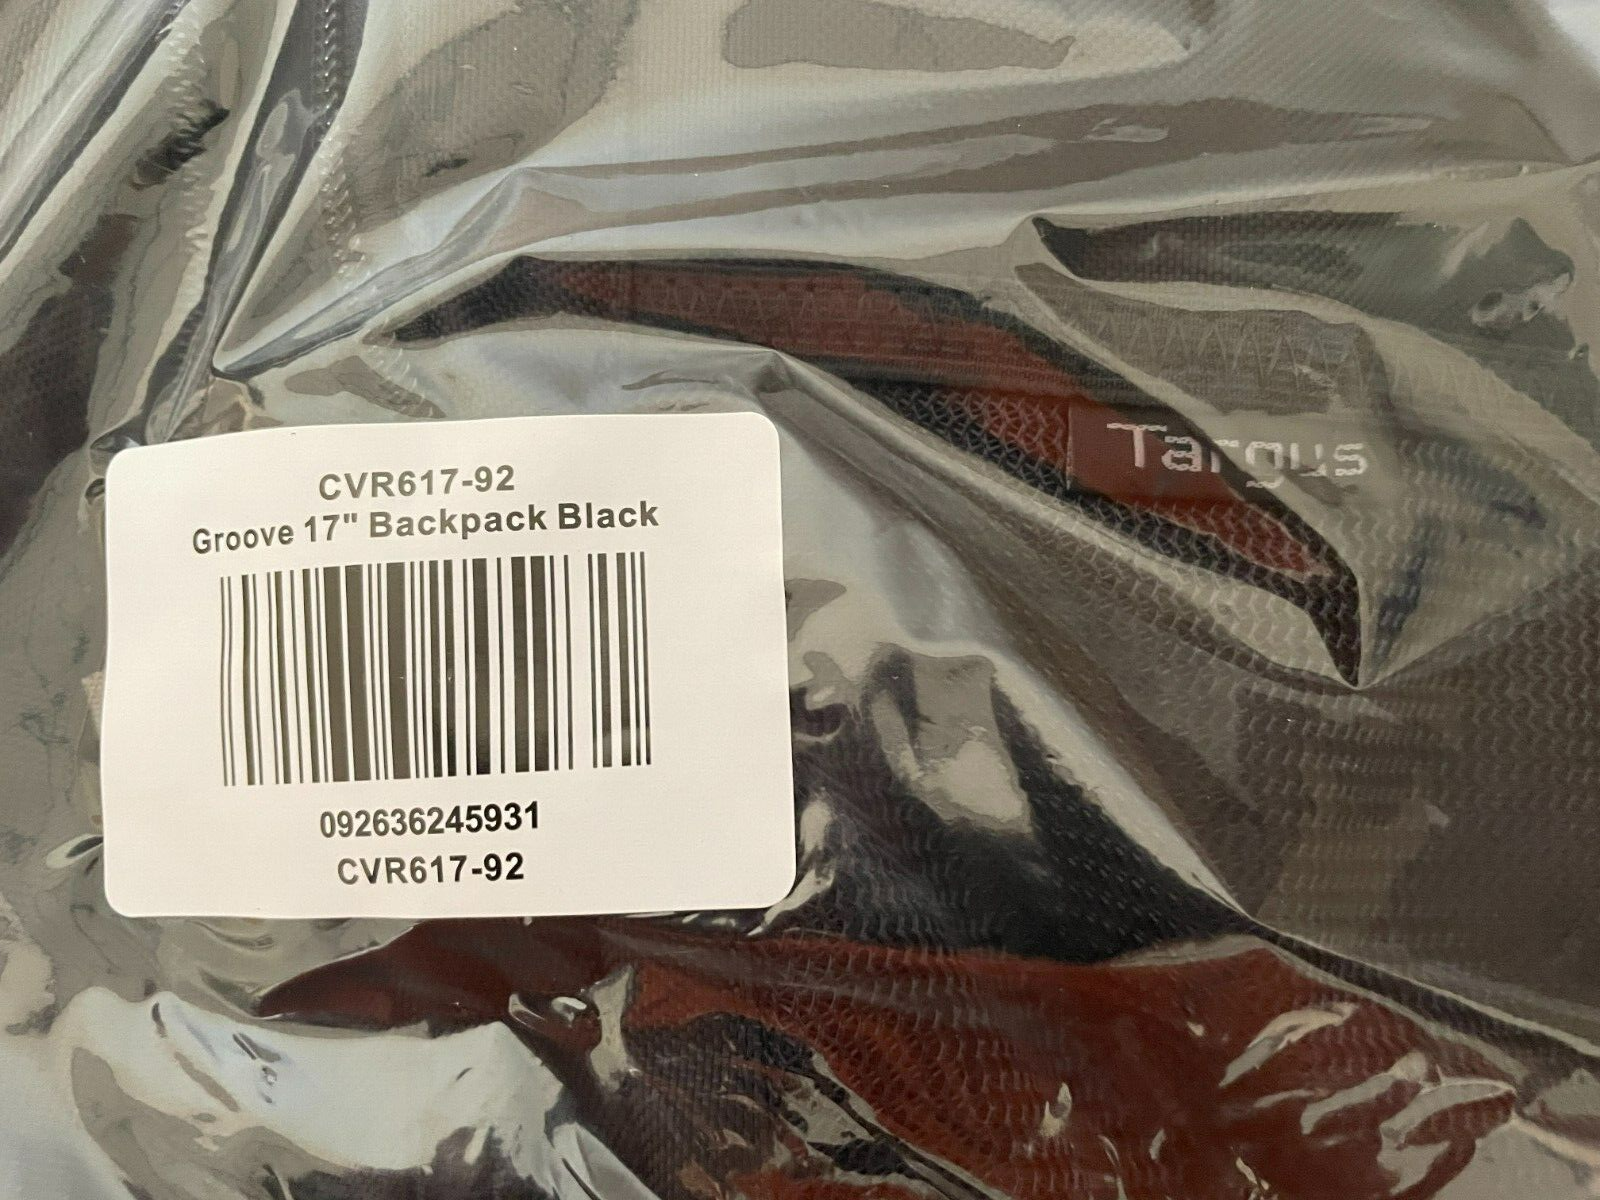 CVR617-92
Groove 17" Backpack Black
092636245931
CVR617-92
Targus